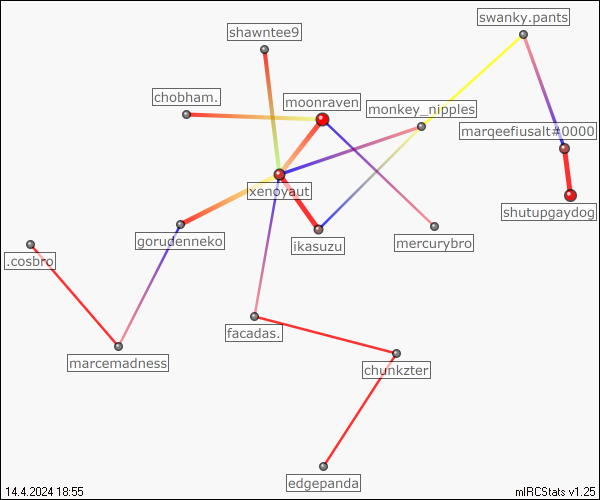 swanky.pants
shawntee9
chobham.
moonraven
monkey_nipples
marqeefiusalt#0000
xenoyaut
shutupgaydog
gorudenneko
ikasuzu
mercurybro
.cosbro
facadas.
marcemadness
chunkzter
edgepanda
14.4.2024 18:55
mIRCStats v1.25